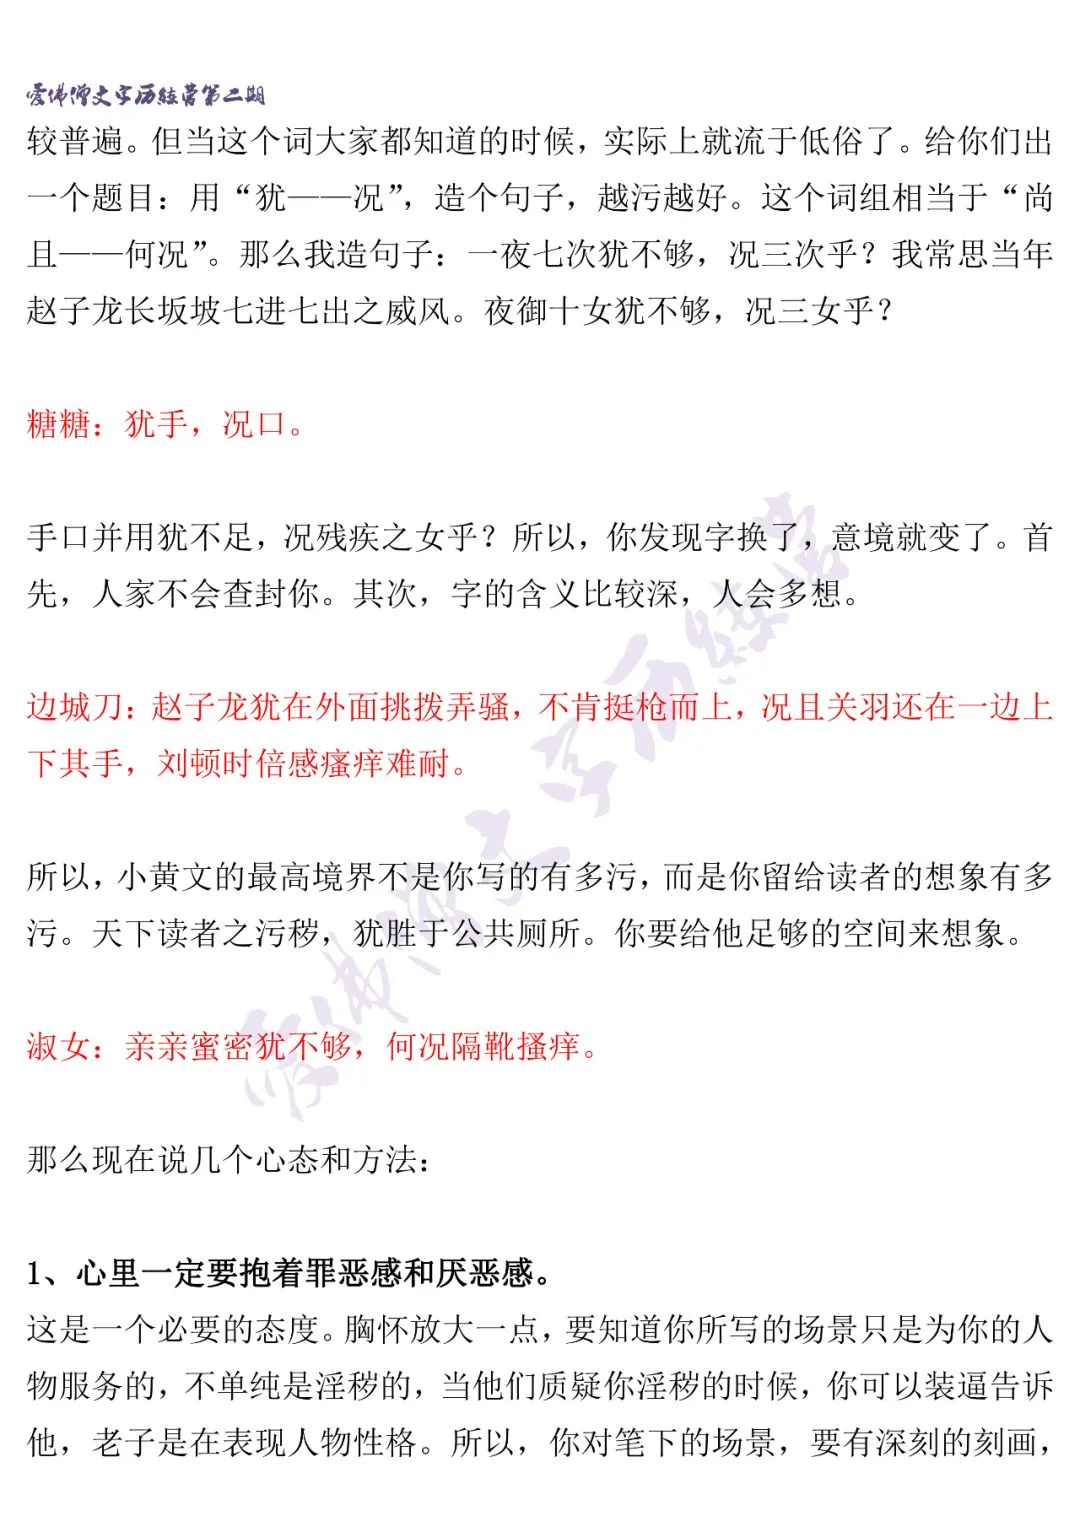 爱佛僧文字历练营第二期
较普遍。但当这个词大家都知道的时候，实际上就流于低俗了。给你们出
一个题目：用“犹——况”，造个句子，越污越好。这个词组相当于“尚
且——何况”。那么我造句子：一夜七次犹不够，况三次乎？我常思当年
赵子龙长坂坡七进七出之威风。夜御十女犹不够，况三女乎？
糖糖：犹手，况口。
手口并用犹不足，况残疾之女乎？所以，你发现字换了，意境就变了。首
先，人家不会查封你。其次，字的含义比较深，人会多想。
边城刀：赵子龙犹在外面挑拨弄骚，不肯挺枪而上，况且关羽还在一边上
下其手，刘顿时倍感瘙痒难耐。
所以，小黄文的最高境界不是你写的有多污，而是你留给读者的想象有多
污。天下读者之污秽，犹胜于公共厕所。你要给他足够的空间来想象。
淑女：亲亲蜜密犹不够，何况隔靴搔痒。
那么现在说几个心态和方法：
1、心里一定要抱着罪恶感和厌恶感。
这是一个必要的态度。胸怀放大一点，要知道你所写的场景只是为你的人
物服务的，不单纯是淫秽的，当他们质疑你淫秽的时候，你可以装逼告诉
他，老子是在表现人物性格。所以，你对笔下的场景，要有深刻的刻画，
爱佛僧文字历练营